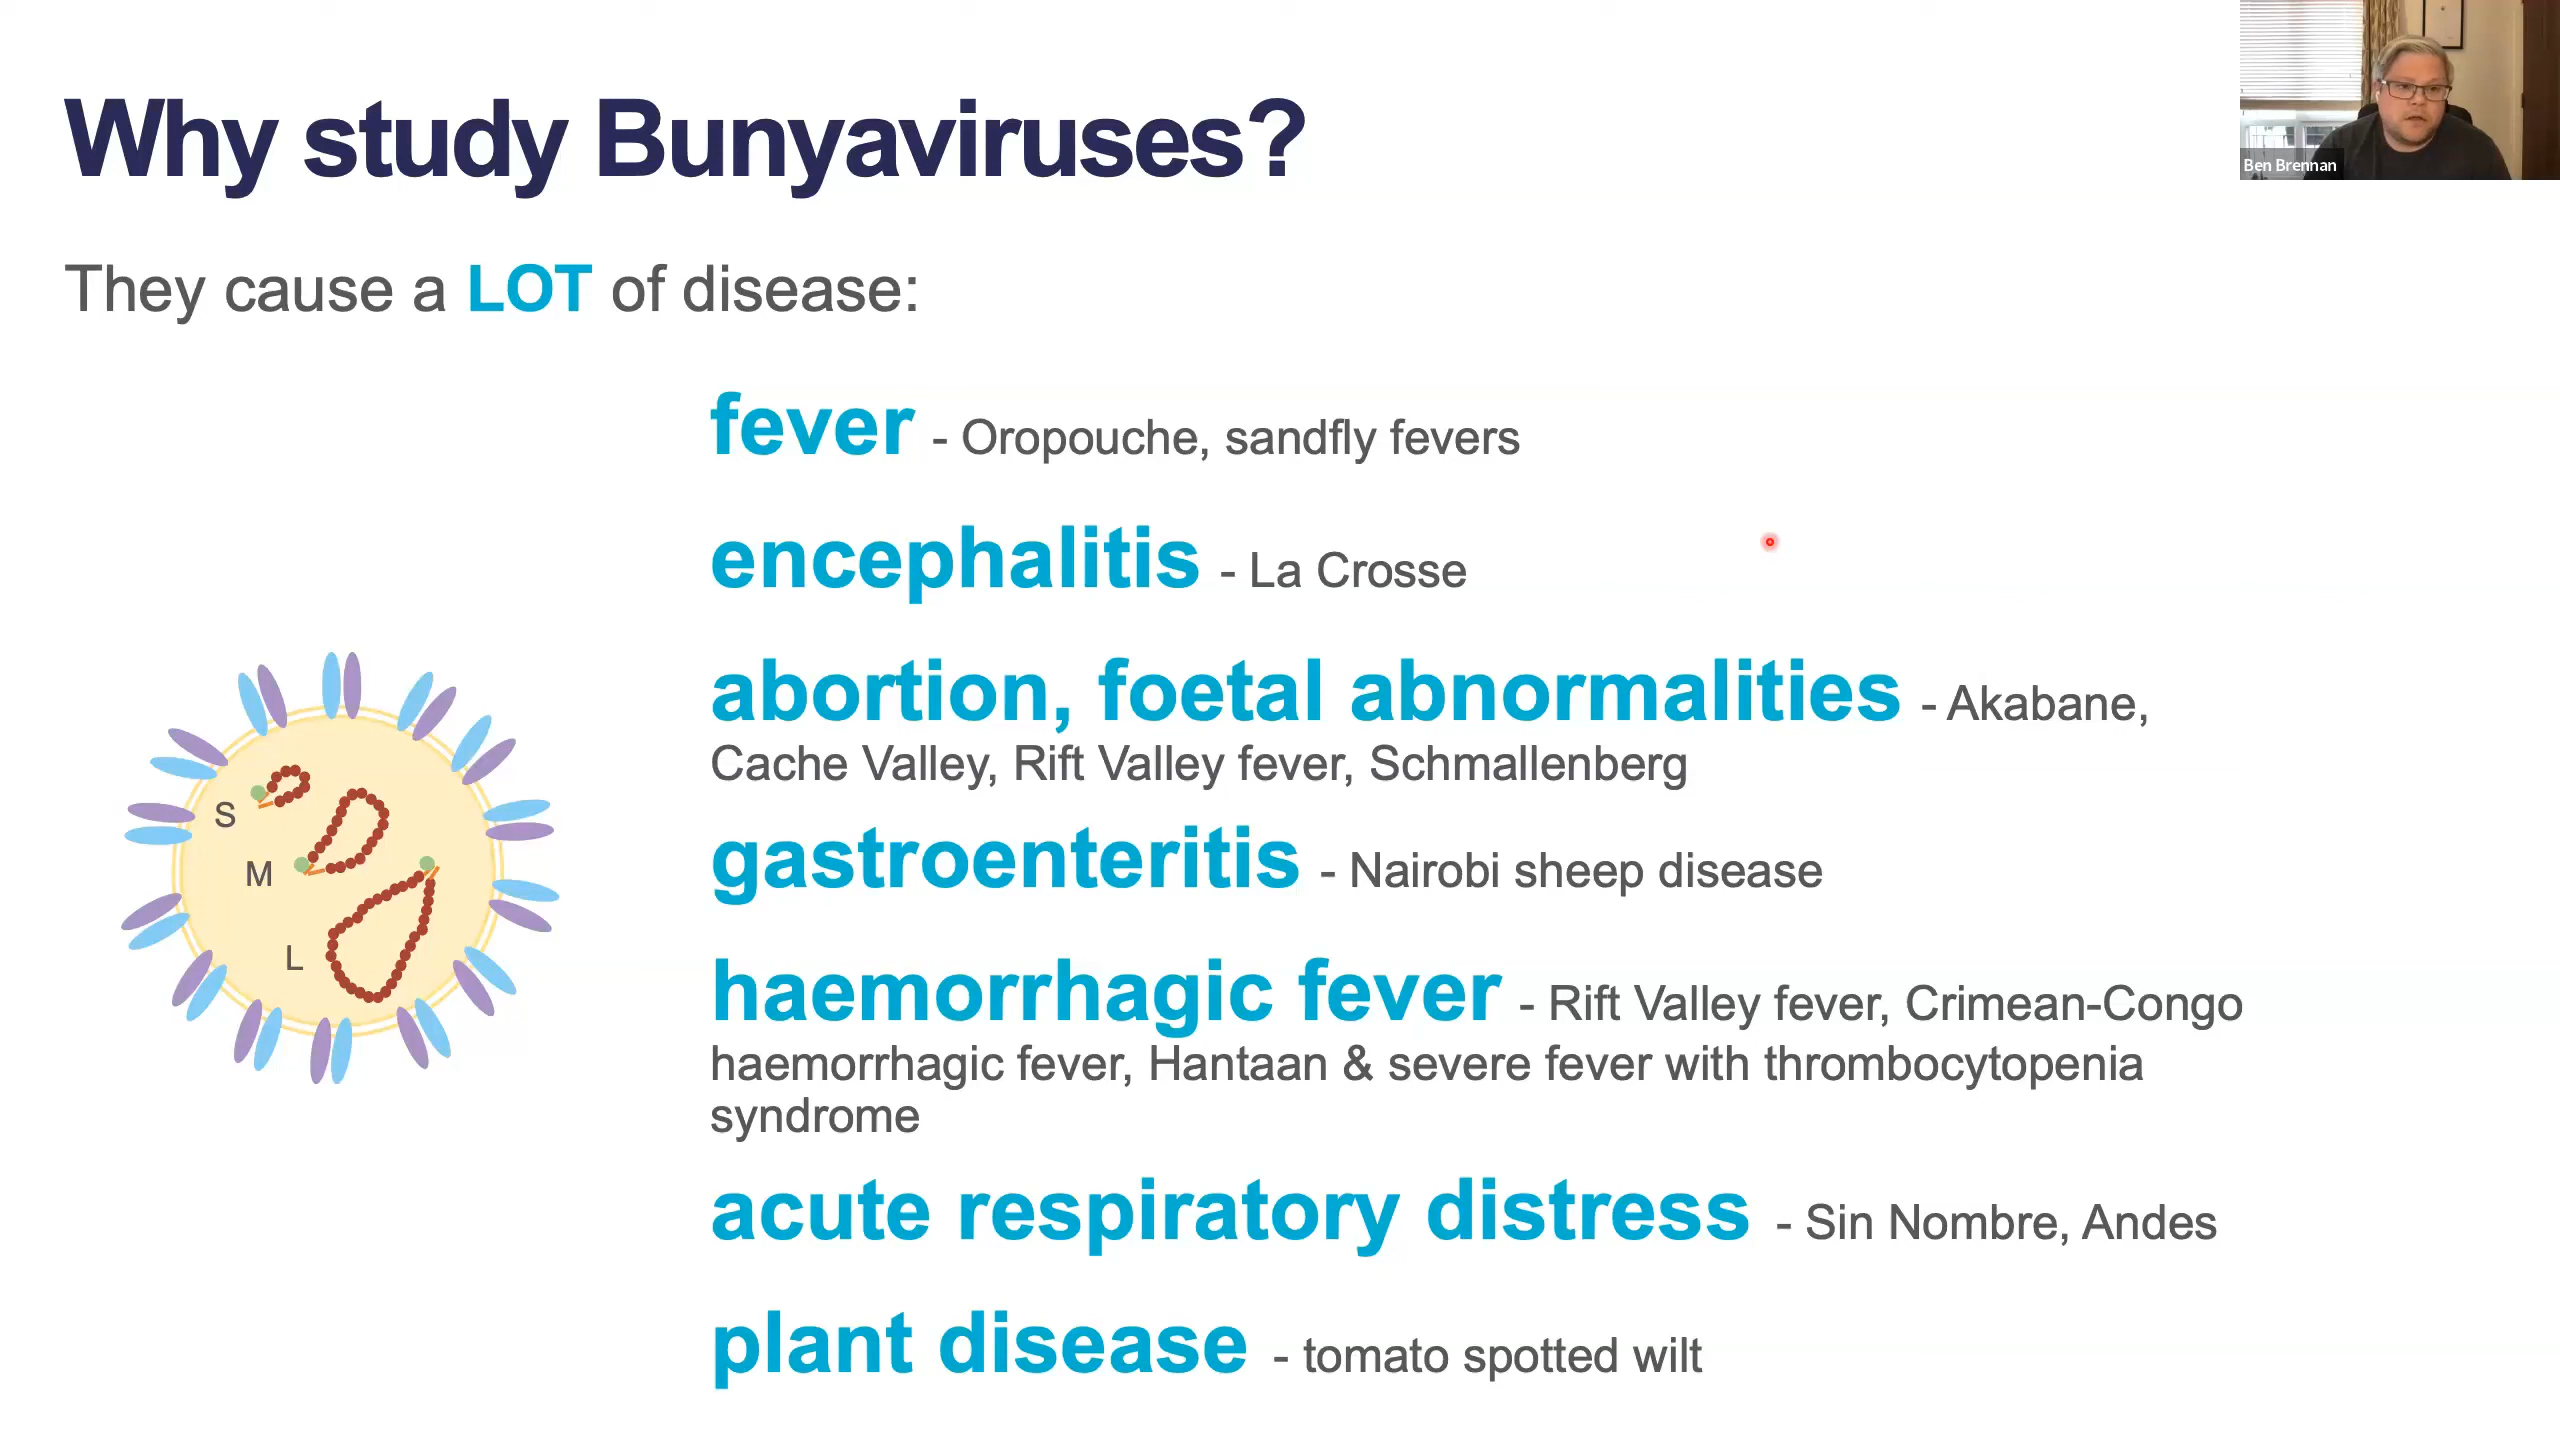 Why study Bunyaviruses?
Ben Brennan
They cause a LOT of disease:
fever - Oropouche, sandfly fevers
encephalitis - La Crosse
abortion, foetal abnormalities - Akabane,
Cache Valley, Rift Valley fever, Schmallenberg
gastroenteritis - Nairobi sheep disease
haemorrhagic fever - Rift Valley fever, Crimean-Congo
haemorrhagic fever, Hantaan & severe fever with thrombocytopenia
syndrome
acute respiratory distress - Sin Nombre, Andes
plant disease - tomato spotted wilt
S
M
L